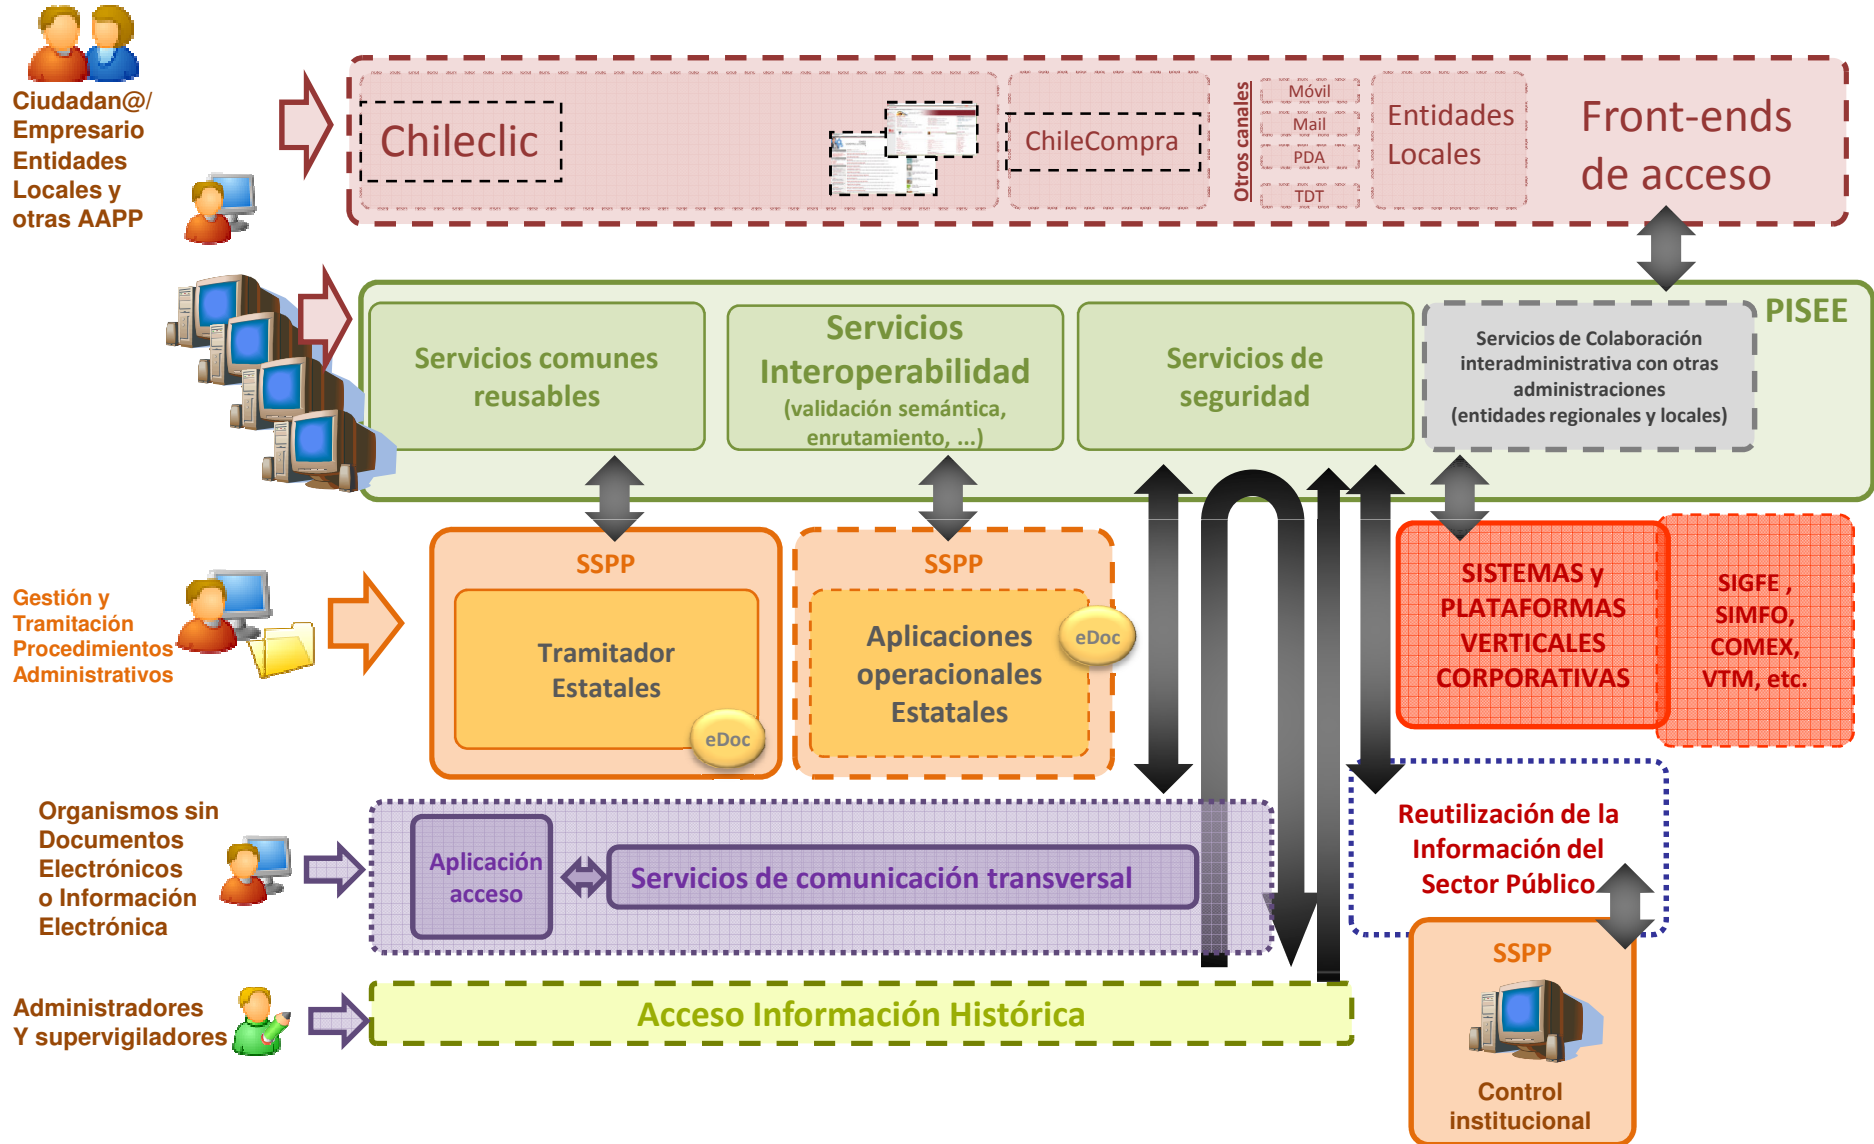 Ciudadan@/
Empresario
Entidades
Locales y
otras AAPP
Chileclic
ChileCompra
Otros canales
Móvil
Mail
PDA
TDT
Entidades
Locales
Front-ends
de acceso
PISEE
Servicios comunes
reusables
Servicios
Interoperabilidad
(validación semántica,
enrutamiento, ...)
Servicios de
seguridad
Servicios de Colaboración
interadministrativa con otras
administraciones
(entidades regionales y locales)
Gestión y
Tramitación
Procedimientos
Administrativos
SSPP
Tramitador
Estatales
eDoc
SSPP
Aplicaciones
operacionales
Estatales
eDoc
SISTEMAS y
PLATAFORMAS
VERTICALES
CORPORATIVAS
SIGFE ,
SIMFO,
COMEX,
VTM, etc.
Organismos sin
Documentos
Electrónicos
o Información
Electrónica
Aplicación
acceso
Servicios de comunicación transversal
Reutilización de la
Información del
Sector Público
Administradores
Y supervigiladores
Acceso Información Histórica
SSPP
Control
institucional